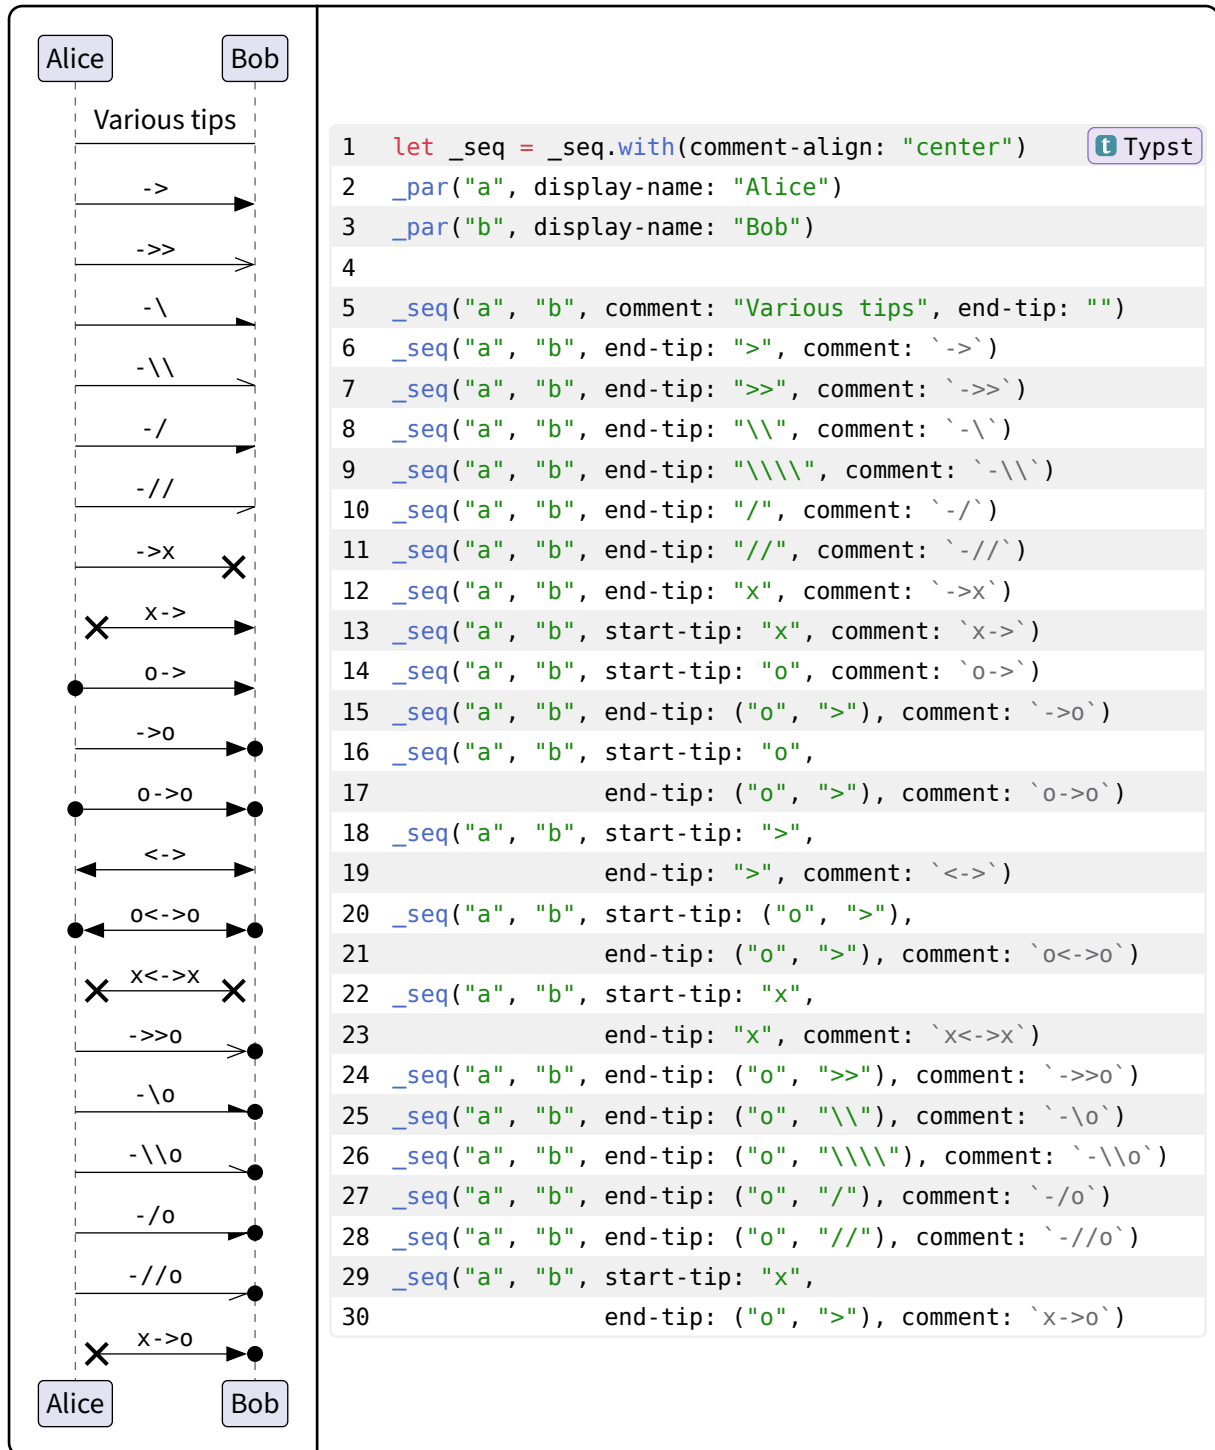 Alice Bob
Various tips
->
->>
-\
-\\
-/
-//
->x
x->
o->
->o
o->o
<->
o<->o
x<->x
->>o
-\o
-\\o
-/o
-//o
x->o
Alice Bob
1 let _seq = _seq.with(comment-align: "center") t Typst
2 _par("a", display-name: "Alice")
3 _par("b", display-name: "Bob")
4
5 _seq("a", "b", comment: "Various tips", end-tip: "")
6 _seq("a", "b", end-tip: ">", comment: `->`)
7 _seq("a", "b", end-tip: ">>", comment: `->>`)
8 _seq("a", "b", end-tip: "\\", comment: `-\`)
9 _seq("a", "b", end-tip: "\\\\", comment: `-\\`)
10 _seq("a", "b", end-tip: "/", comment: `-/`)
11 _seq("a", "b", end-tip: "//", comment: `-//`)
12 _seq("a", "b", end-tip: "x", comment: `->x`)
13 _seq("a", "b", start-tip: "x", comment: `x->`)
14 _seq("a", "b", start-tip: "o", comment: `o->`)
15 _seq("a", "b", end-tip: ("o", ">"), comment: `->o`)
16 _seq("a", "b", start-tip: "o",
17 end-tip: ("o", ">"), comment: `o->o`)
18 _seq("a", "b", start-tip: ">",
19 end-tip: ">", comment: `<->`)
20 _seq("a", "b", start-tip: ("o", ">"),
21 end-tip: ("o", ">"), comment: `o<->o`)
22 _seq("a", "b", start-tip: "x",
23 end-tip: "x", comment: `x<->x`)
24 _seq("a", "b", end-tip: ("o", ">>"), comment: `->>o`)
25 _seq("a", "b", end-tip: ("o", "\\"), comment: `-\o`)
26 _seq("a", "b", end-tip: ("o", "\\\\"), comment: `-\\o`)
27 _seq("a", "b", end-tip: ("o", "/"), comment: `-/o`)
28 _seq("a", "b", end-tip: ("o", "//"), comment: `-//o`)
29 _seq("a", "b", start-tip: "x",
30 end-tip: ("o", ">"), comment: `x->o`)